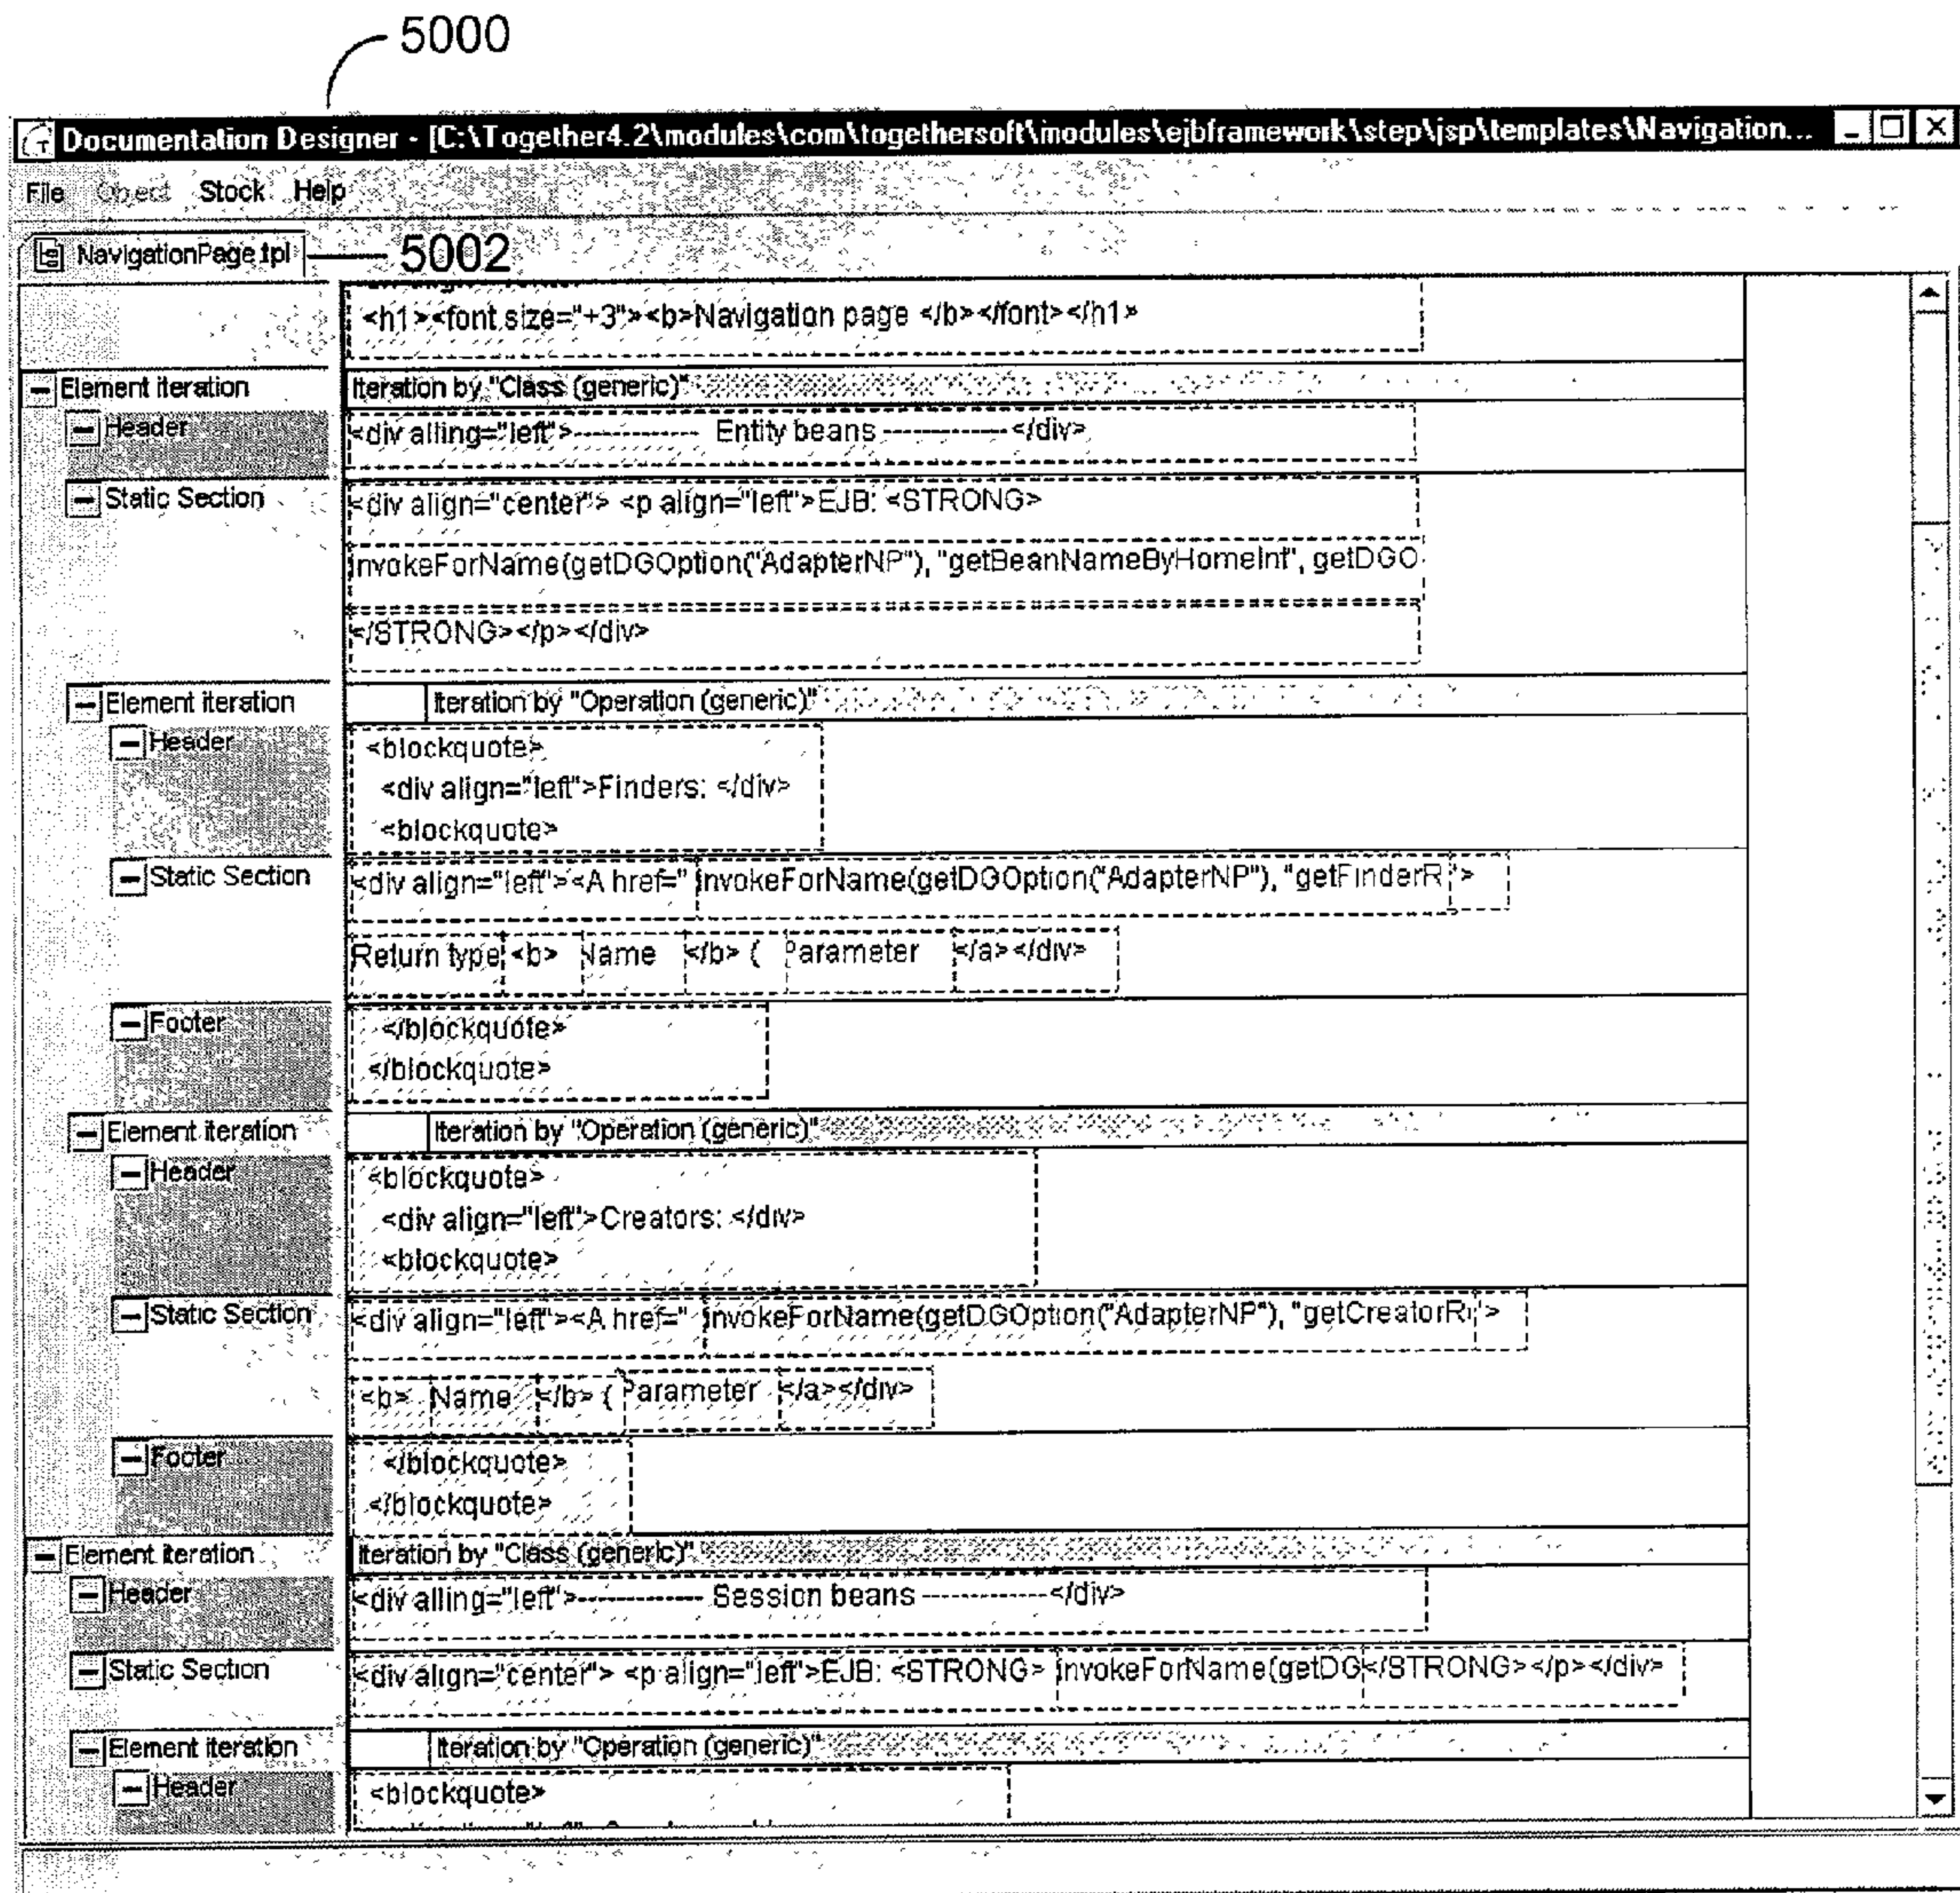 5000
Documentation Designer - [C:\Together4.2\modules\com\togethersoft\modules\ejbframework\step\jsp\templates\Navigation...
File Object Stock Help
NavigationPage.tpl 5002
<h1><font size="+3"><b>Navigation page </b></font></h1>
Element iteration Iteration by "Class (generic)"
Header <div alling="left">------------ Entity beans ------------</div>
Static Section <div align="center"> <p align="left">EJB: <STRONG>
invokeForName(getDGOption("AdapterNP"), "getBeanNameByHomeInt", getDGO
</STRONG></p></div>
Element iteration Iteration by "Operation (generic)"
Header <blockquote>
<div align="left">Finders: </div>
<blockquote>
Static Section <div align="left"><A href=" invokeForName(getDGOption("AdapterNP"), "getFinderR ">
Return type <b> Name </b> ( Parameter </a></div>
Footer </blockquote>
</blockquote>
Element iteration Iteration by "Operation (generic)"
Header <blockquote>
<div align="left">Creators: </div>
<blockquote>
Static Section <div align="left"><A href=" invokeForName(getDGOption("AdapterNP"), "getCreatorR ">
<b> Name </b> ( Parameter </a></div>
Footer </blockquote>
</blockquote>
Element iteration Iteration by "Class (generic)"
Header <div alling="left">------------ Session beans ------------</div>
Static Section <div align="center"> <p align="left">EJB: <STRONG> invokeForName(getDG</STRONG></p></div>
Element iteration Iteration by "Operation (generic)"
Header <blockquote>